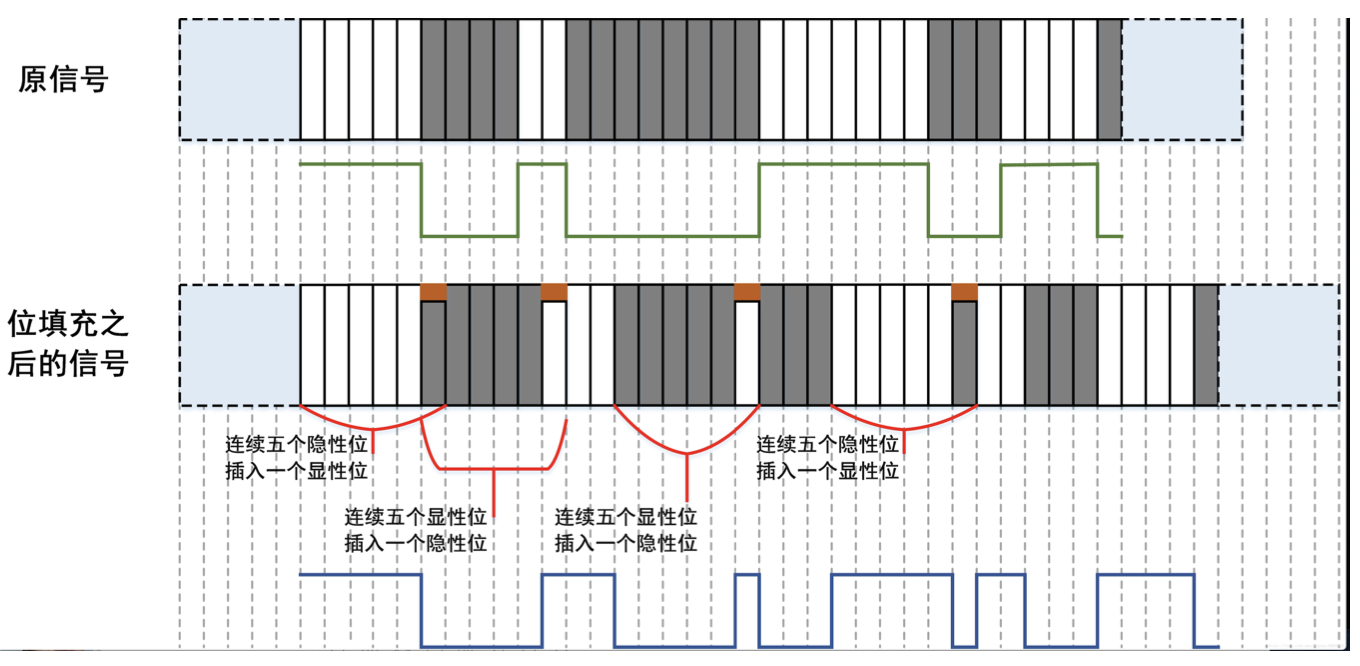 原信号
位填充之
后的信号
连续五个隐性位
插入一个显性位
连续五个隐性位
插入一个显性位
连续五个显性位
插入一个隐性位
连续五个显性位
插入一个隐性位